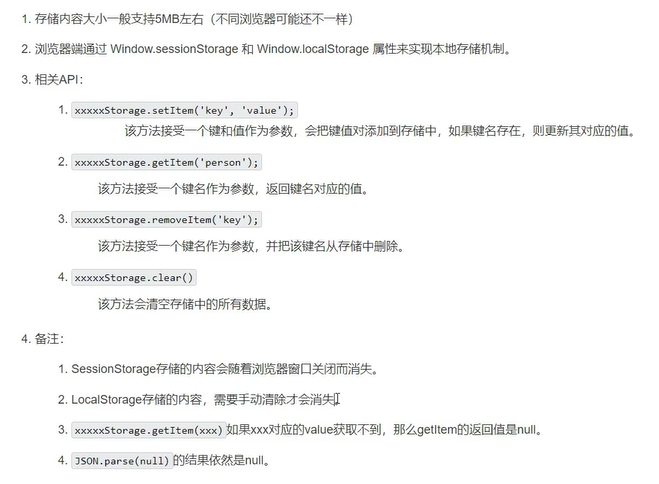 1. 存储内容大小一般支持5MB左右（不同浏览器可能还不一样）
2. 浏览器端通过 Window.sessionStorage 和 Window.localStorage 属性来实现本地存储机制。
3. 相关API：
1. xxxxxStorage.setItem('key', 'value');
该方法接受一个键和值作为参数，会把键值对添加到存储中，如果键名存在，则更新其对应的值。
2. xxxxxStorage.getItem('person');
该方法接受一个键名作为参数，返回键名对应的值。
3. xxxxxStorage.removeItem('key');
该方法接受一个键名作为参数，并把该键名从存储中删除。
4. xxxxxStorage.clear()
该方法会清空存储中的所有数据。
4. 备注：
1. SessionStorage存储的内容会随着浏览器窗口关闭而消失。
2. LocalStorage存储的内容，需要手动清除才会消失。
3. xxxxxStorage.getItem(xxx)如果xxx对应的value获取不到，那么getItem的返回值是null。
4. JSON.parse(null)的结果依然是null。